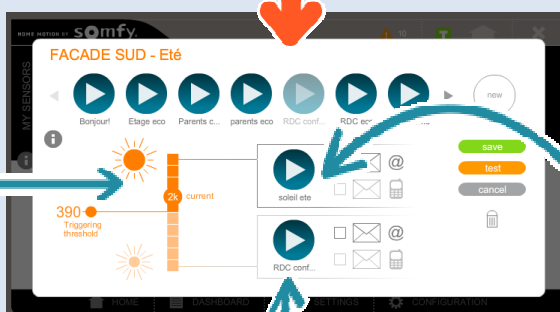 HOME MOTION BY somfy.
10
FACADE SUD - Eté
MY SENSORS
Bonjour!
Etage eco
Parents c...
parents eco
RDC conf...
RDC ec
new
save
test
cancel
2k
current
390
Triggering
threshold
soleil ete
@
RDC conf...
@
HOME
DASHBOARD
SETTINGS
CONFIGURATION